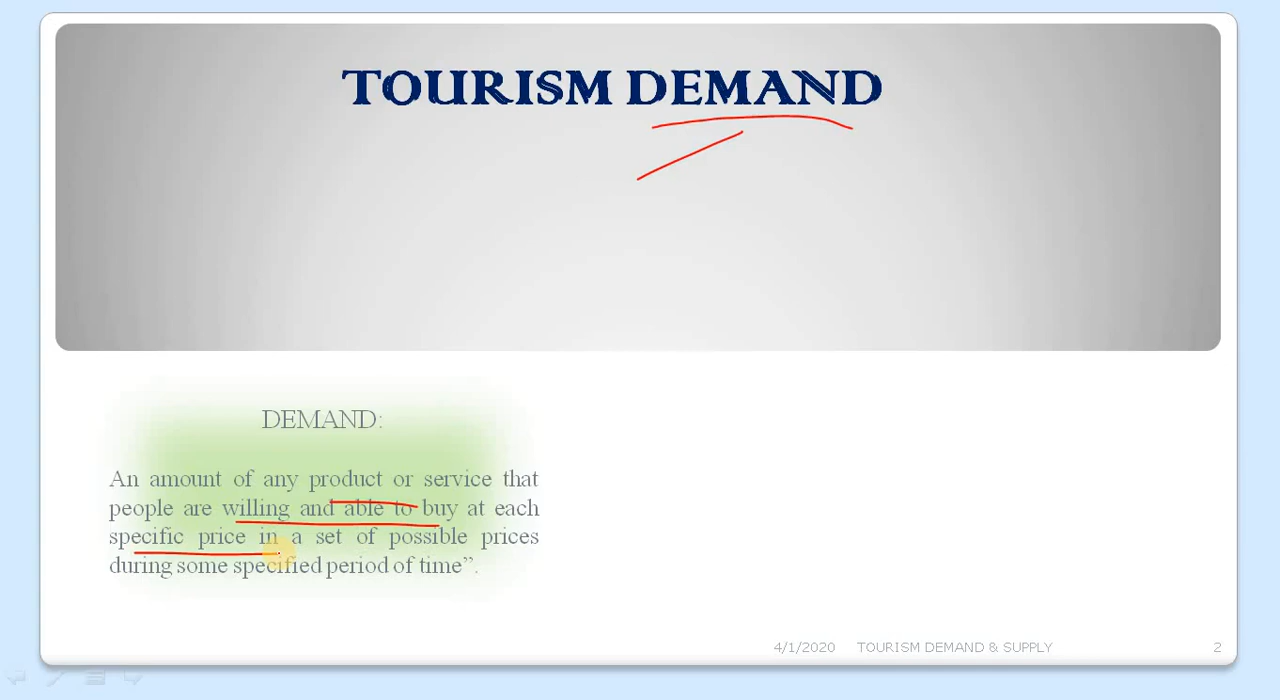 TOURISM DEMAND
DEMAND:
An amount of any product or service that
people are willing and able to buy at each
specific price in a set of possible prices
during some specified period of time”.
4/1/2020 TOURISM DEMAND & SUPPLY 2